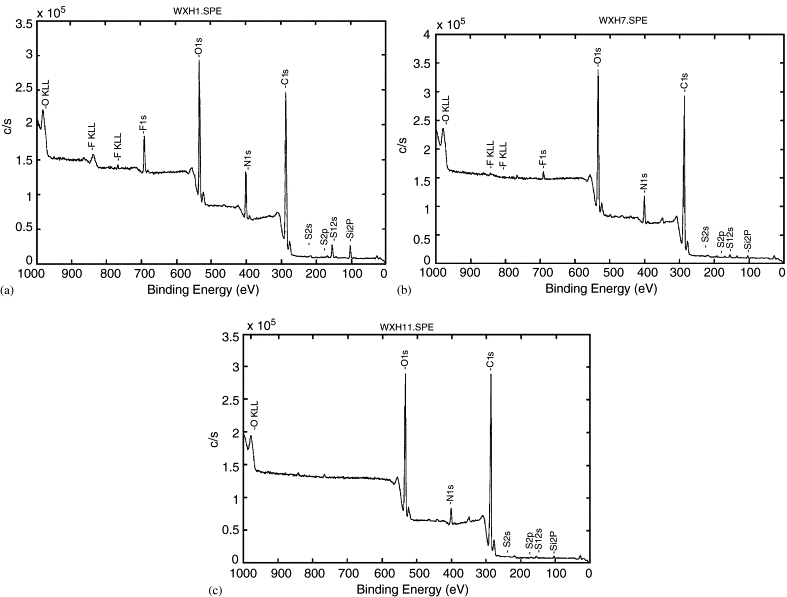 x 10⁵
WXH1.SPE
3.5
3
2.5
2
1.5
1
0.5
0
c/s
-O KLL
-F KLL
-F KLL
-F1s
-O1s
-N1s
-C1s
-S2s
-S2p
-S12s
-Si2P
1000 900 800 700 600 500 400 300 200 100 0
Binding Energy (eV)
(a)
x 10⁵
WXH7.SPE
4
3.5
3
2.5
2
1.5
1
0.5
0
c/s
-O KLL
-F KLL
-F KLL
-F1s
-O1s
-N1s
-C1s
-S2s
-S2p
-S12s
-Si2P
1000 900 800 700 600 500 400 300 200 100 0
Binding Energy (eV)
(b)
x 10⁵
WXH11.SPE
3.5
3
2.5
2
1.5
1
0.5
0
c/s
-O KLL
-O1s
-N1s
-C1s
-S2s
-S2p
-S12s
-Si2P
1000 900 800 700 600 500 400 300 200 100 0
Binding Energy (eV)
(c)